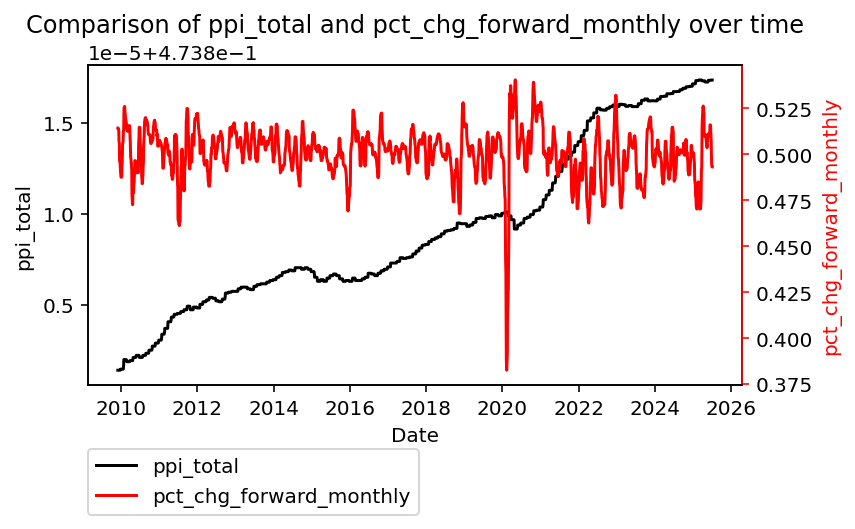 Comparison of ppi_total and pct_chg_forward_monthly over time
1e−5+4.738e−1
1.5
1.0
0.5
ppi_total
0.525
0.500
0.475
0.450
0.425
0.400
0.375
pct_chg_forward_monthly
2010 2012 2014 2016 2018 2020 2022 2024 2026
Date
ppi_total
pct_chg_forward_monthly